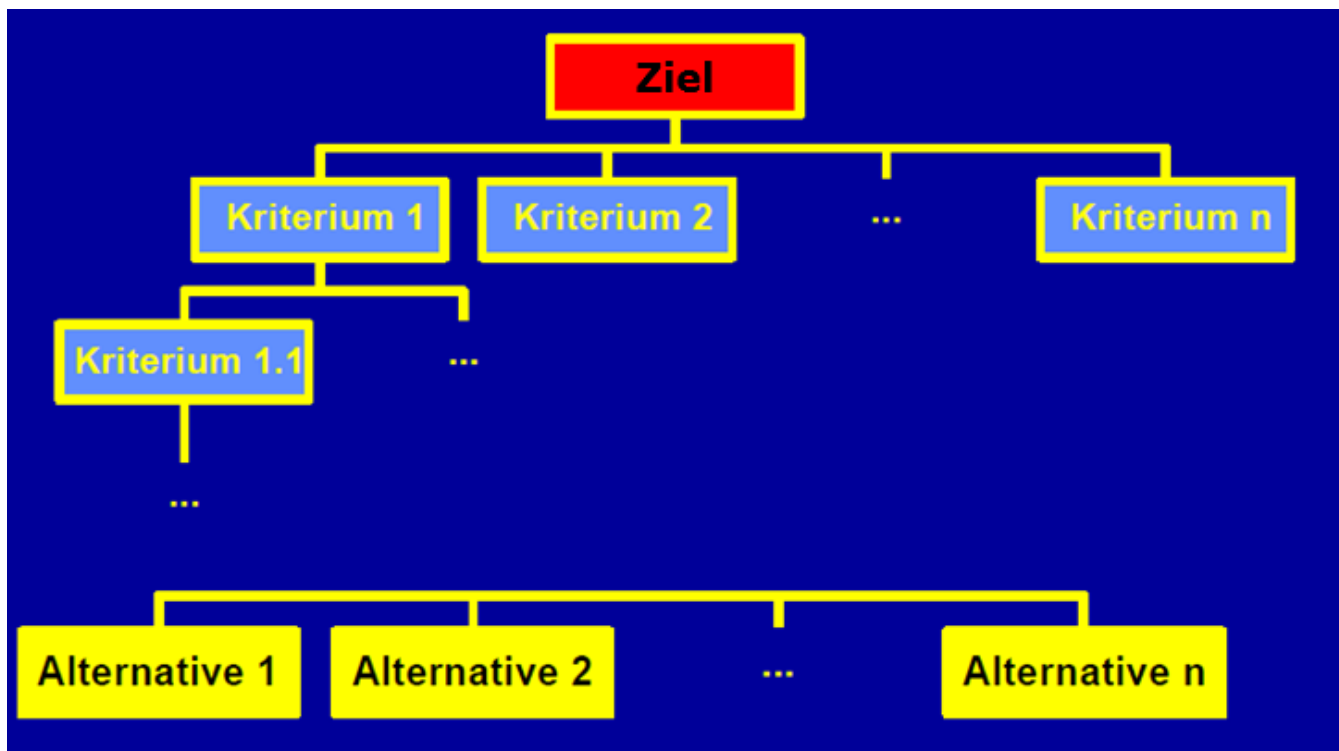 Ziel
Kriterium 1
Kriterium 2
...
Kriterium n
Kriterium 1.1
...
...
Alternative 1
Alternative 2
...
Alternative n